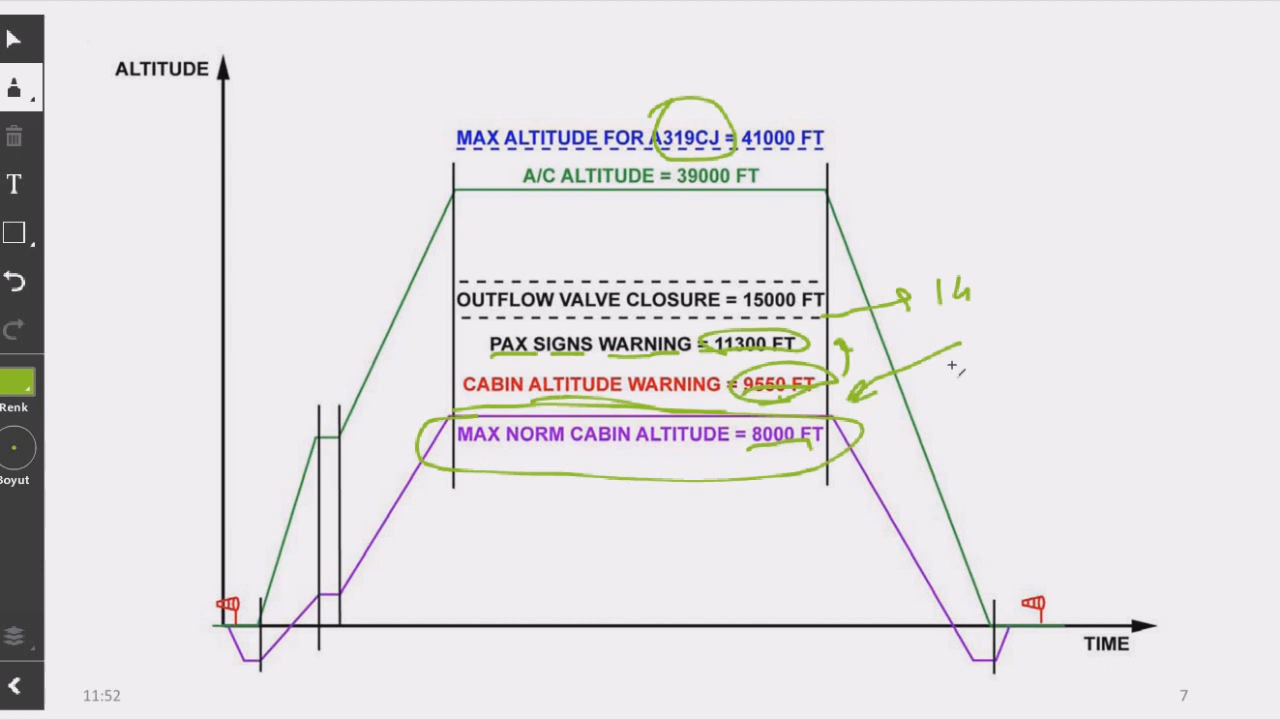 ALTITUDE
MAX ALTITUDE FOR A319CJ = 41000 FT
A/C ALTITUDE = 39000 FT
OUTFLOW VALVE CLOSURE = 15000 FT
14
PAX SIGNS WARNING = 11300 FT
CABIN ALTITUDE WARNING = 9550 FT
T
Renk
MAX NORM CABIN ALTITUDE = 8000 FT
Boyut
TIME
11:52
7